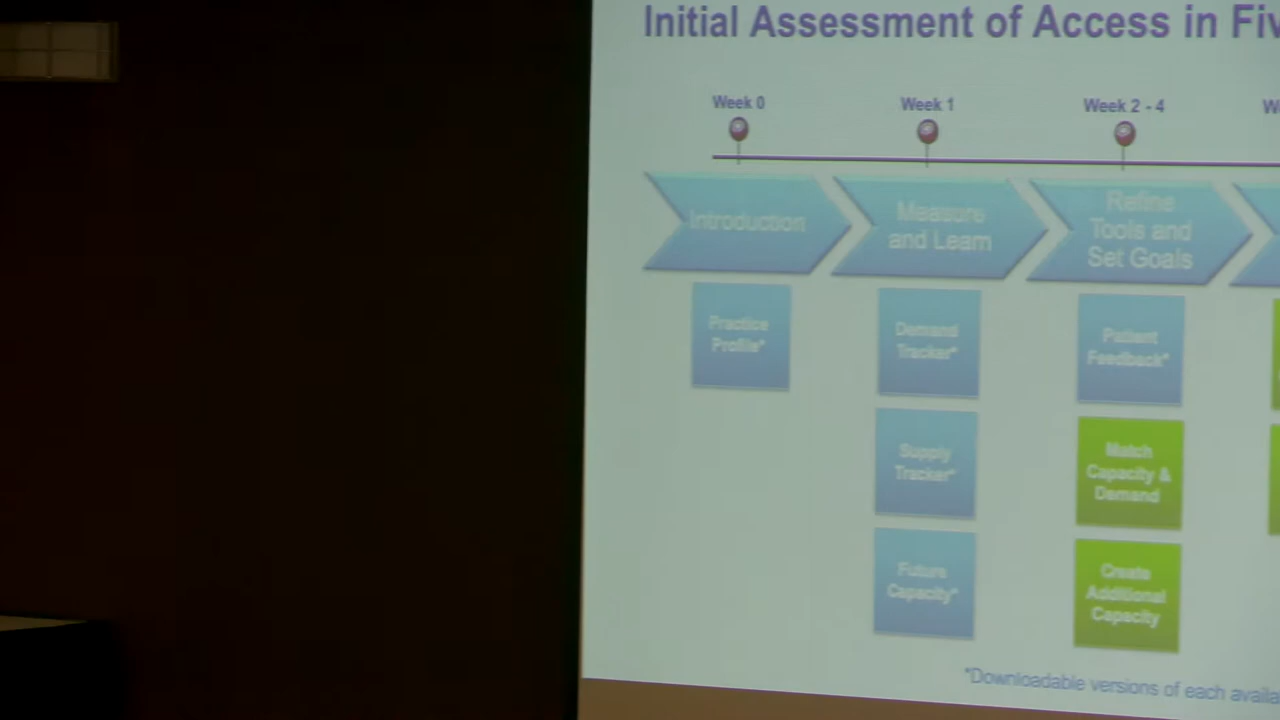 Initial Assessment of Access in Fiv
Week 0
Week 1
Week 2 - 4
W
Introduction
Measure
and Learn
Refine
Tools and
Set Goals
Practice
Profile*
Demand
Tracker*
Patient
Feedback*
Supply
Tracker*
Match
Capacity &
Demand
Future
Capacity*
Create
Additional
Capacity
*Downloadable versions of each availa